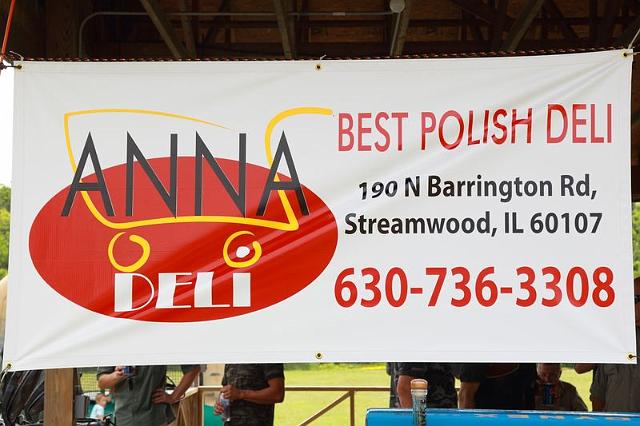 ANNA
DELI
BEST POLISH DELI
190 N Barrington Rd,
Streamwood, IL 60107
630-736-3308